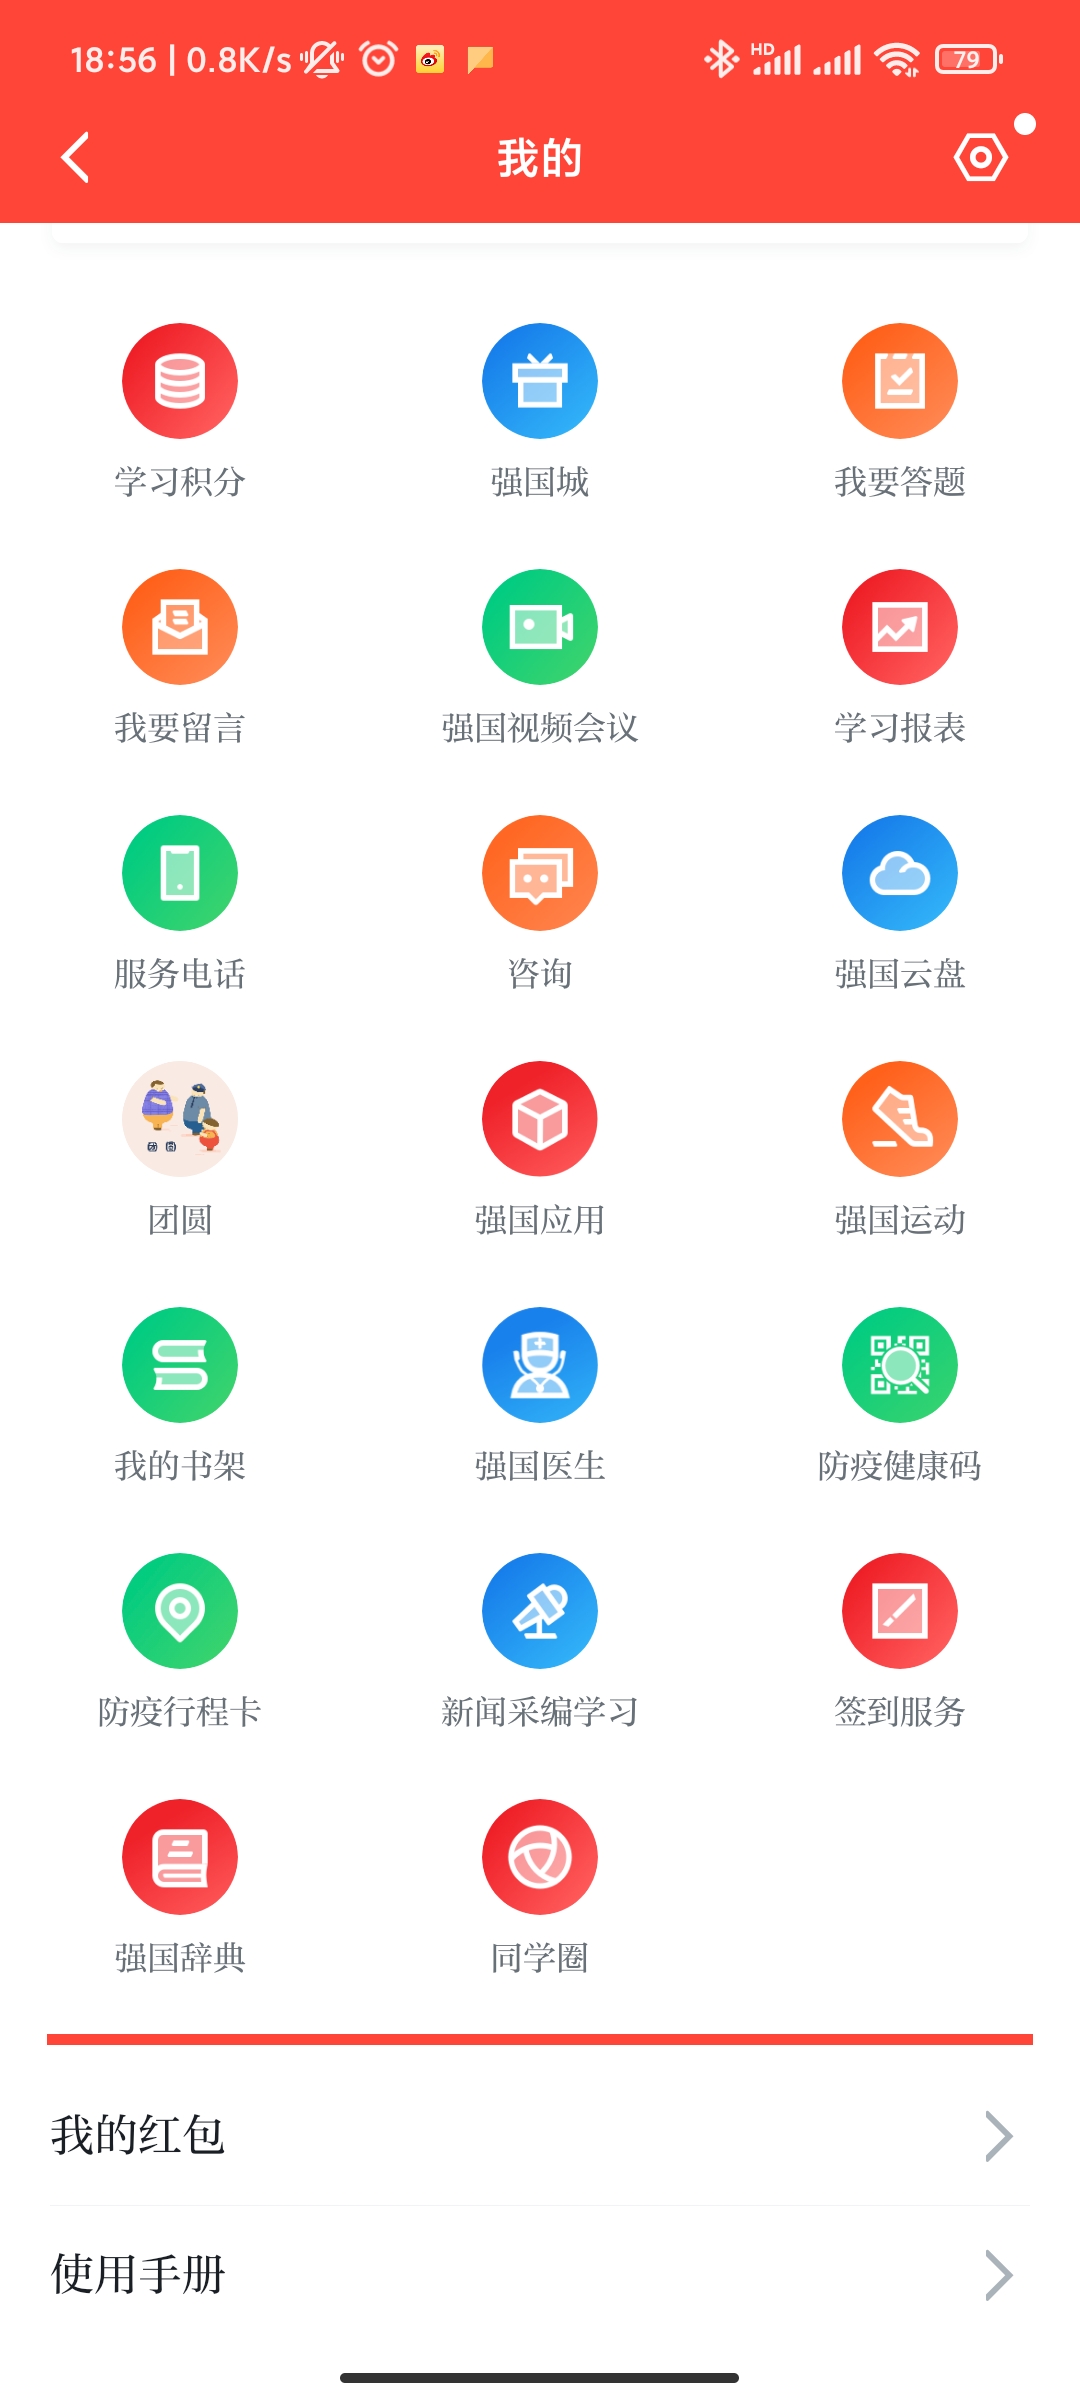 18:56 | 0.8K/s HD 79
我的
学习积分 强国城 我要答题
我要留言 强国视频会议 学习报表
服务电话 咨询 强国云盘
团圆
团圆 强国应用 强国运动
我的书架 强国医生 防疫健康码
防疫行程卡 新闻采编学习 签到服务
强国辞典 同学圈
我的红包
使用手册